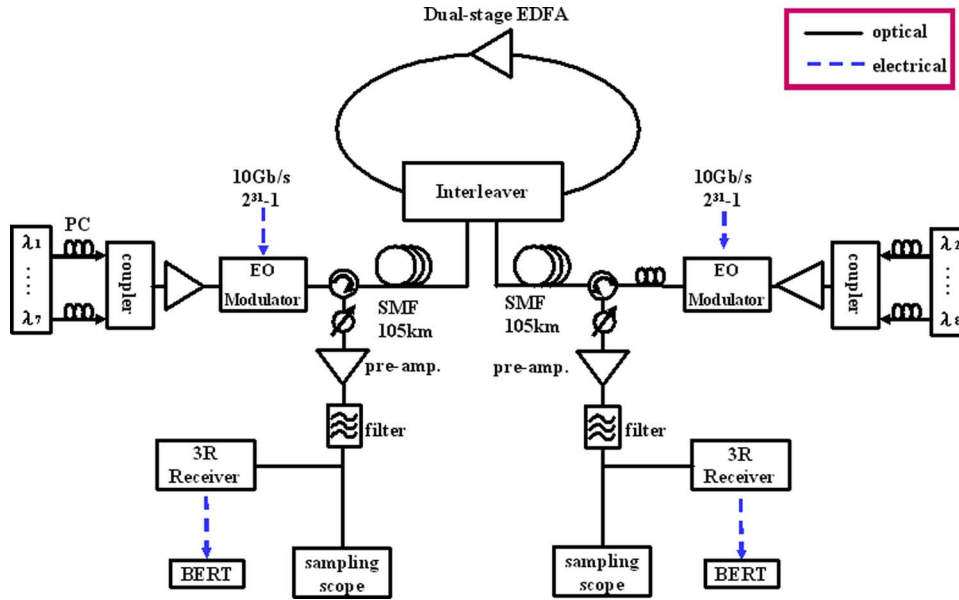 Dual-stage EDFA
optical
electrical
Interleaver
10Gb/s
2³¹-1
10Gb/s
2³¹-1
PC
λ1
λ7
coupler
EO
Modulator
SMF
105km
SMF
105km
EO
Modulator
coupler
λ2
λ8
pre-amp.
pre-amp.
filter
filter
3R
Receiver
3R
Receiver
BERT
sampling
scope
sampling
scope
BERT